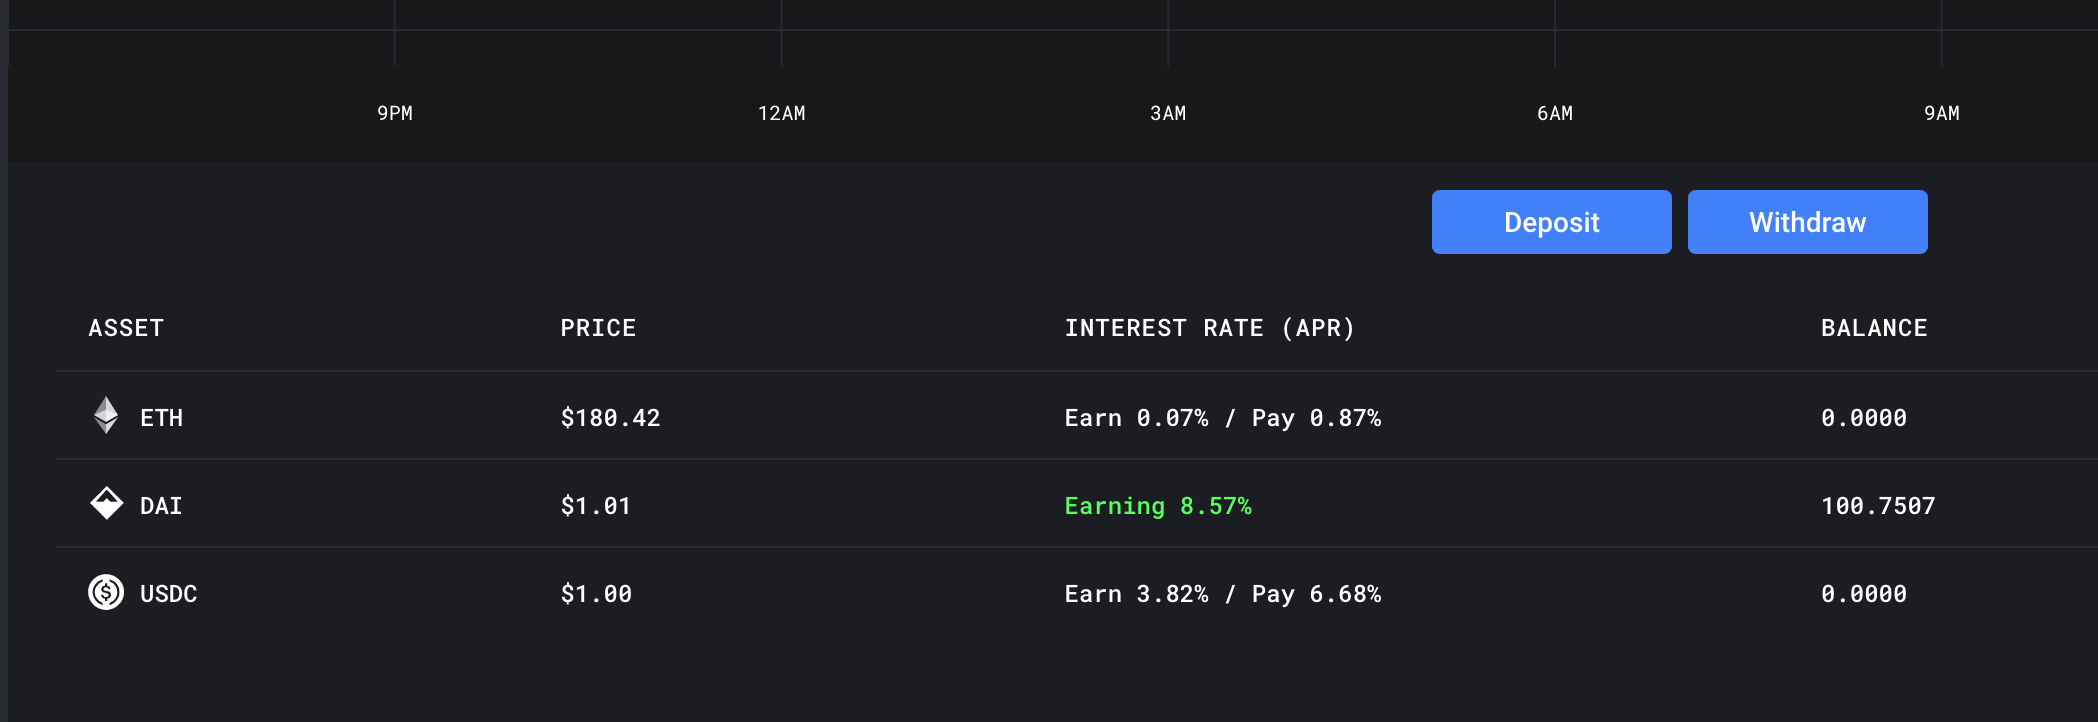 9PM 12AM 3AM 6AM 9AM
Deposit Withdraw
ASSET PRICE INTEREST RATE (APR) BALANCE
ETH $180.42 Earn 0.07% / Pay 0.87% 0.0000
DAI $1.01 Earning 8.57% 100.7507
USDC $1.00 Earn 3.82% / Pay 6.68% 0.0000